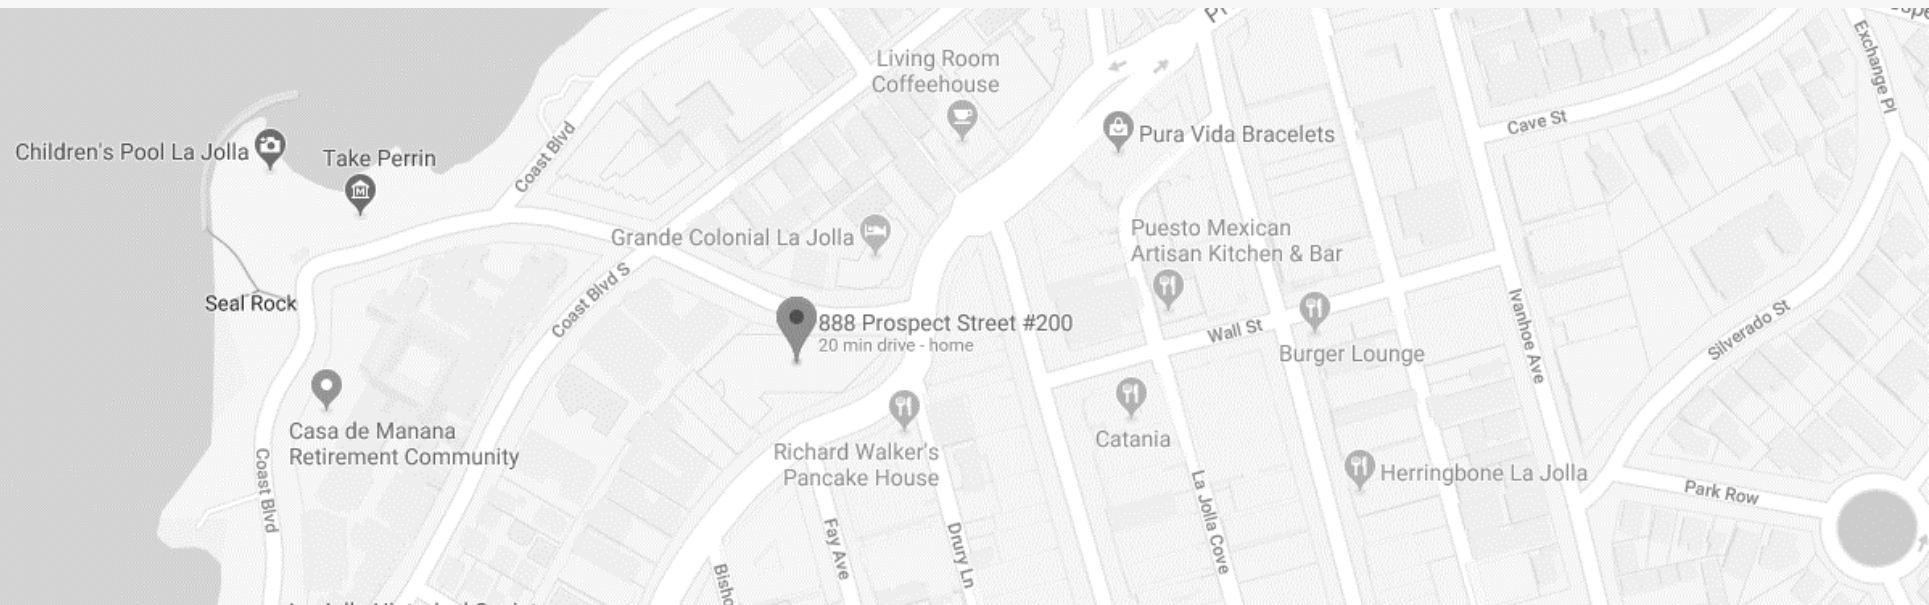 Exchange Pl
Living Room
Coffeehouse
Cave St
Pura Vida Bracelets
Children's Pool La Jolla
Take Perrin
Coast Blvd
Puesto Mexican
Artisan Kitchen & Bar
Grande Colonial La Jolla
Coast Blvd S
Seal Rock
888 Prospect Street #200
20 min drive - home
Wall St
Burger Lounge
Ivanhoe Ave
Silverado St
Casa de Manana
Retirement Community
Catania
Richard Walker's
Pancake House
Herringbone La Jolla
Coast Blvd
Park Row
La Jolla Cove
Fay Ave
Drury Ln